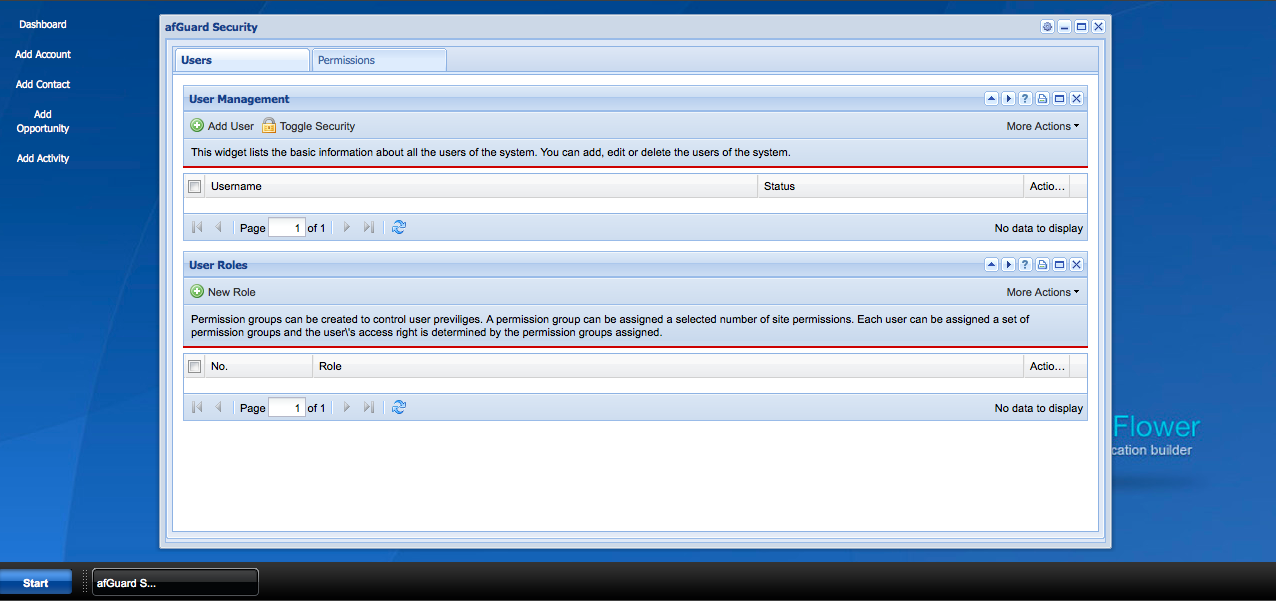 Dashboard
Add Account
Add Contact
Add
Opportunity
Add Activity
afGuard Security
Users
Permissions
User Management
?
Add User
Toggle Security
More Actions
This widget lists the basic information about all the users of the system. You can add, edit or delete the users of the system.
Username
Status
Actio...
Page
1
of 1
No data to display
User Roles
?
New Role
More Actions
Permission groups can be created to control user previliges. A permission group can be assigned a selected number of site permissions. Each user can be assigned a set of
permission groups and the user\'s access right is determined by the permission groups assigned.
No.
Role
Actio...
Page
1
of 1
No data to display
Flower
cation builder
Start
afGuard S...